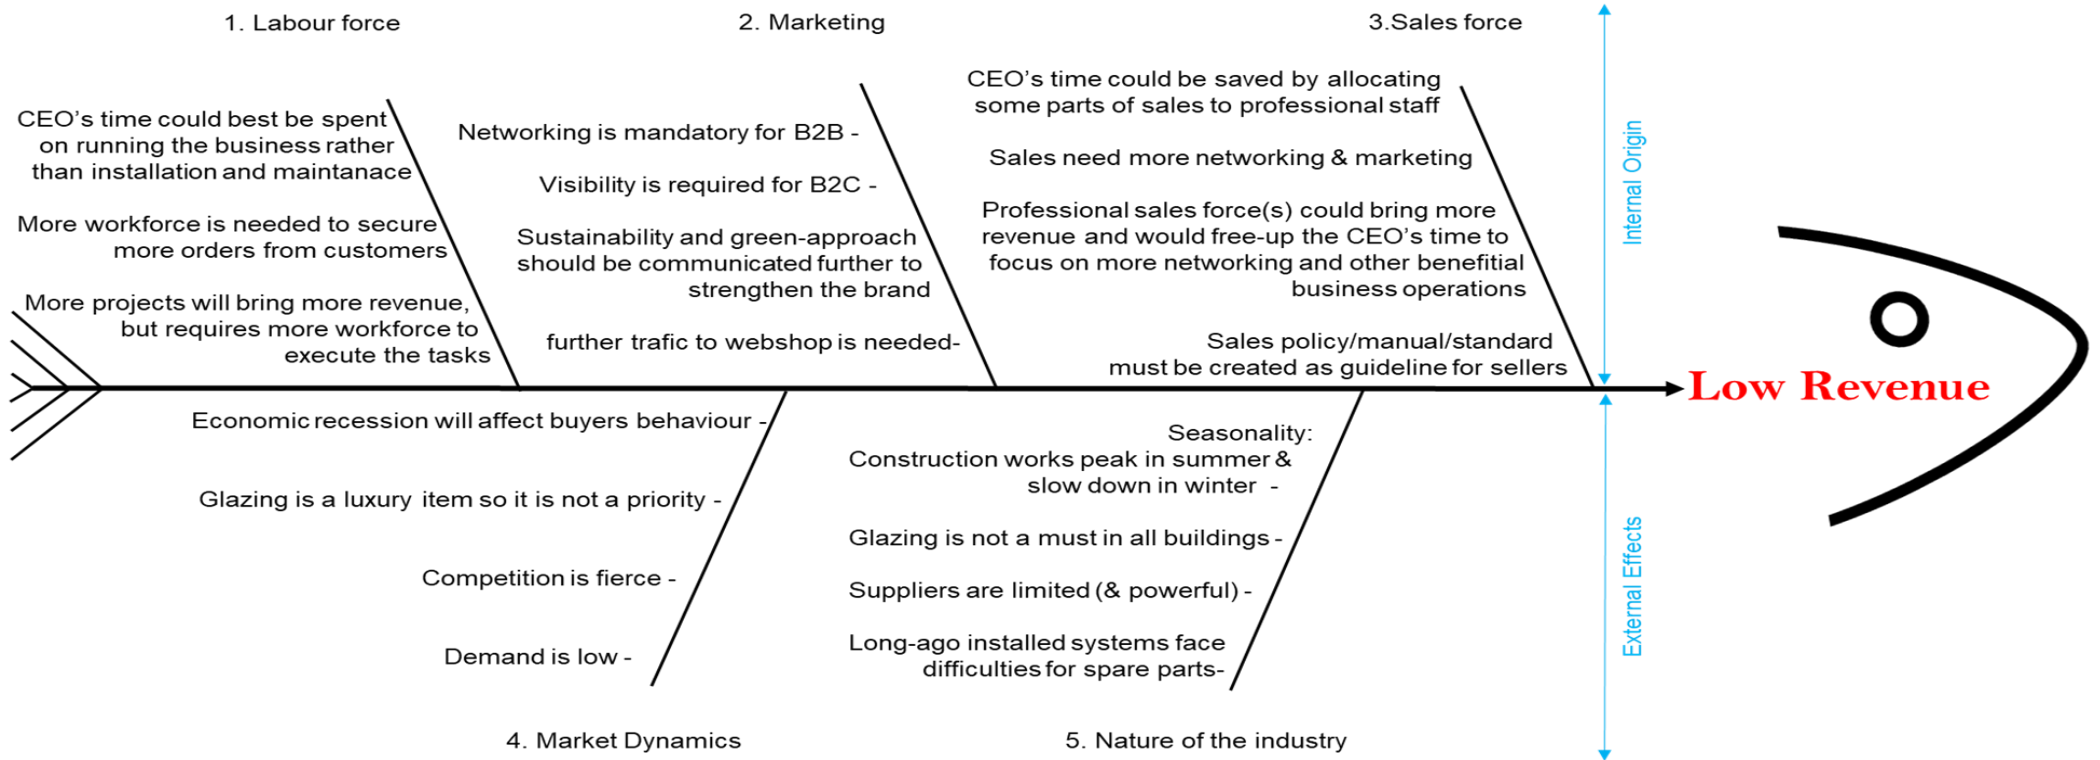 1. Labour force
CEO's time could best be spent
on running the business rather
than installation and maintanace
More workforce is needed to secure
more orders from customers
More projects will bring more revenue,
but requires more workforce to
execute the tasks
2. Marketing
Networking is mandatory for B2B -
Visibility is required for B2C -
Sustainability and green-approach
should be communicated further to
strengthen the brand
further trafic to webshop is needed-
3.Sales force
CEO's time could be saved by allocating
some parts of sales to professional staff
Sales need more networking & marketing
Professional sales force(s) could bring more
revenue and would free-up the CEO's time to
focus on more networking and other benefitial
business operations
Sales policy/manual/standard
must be created as guideline for sellers
Internal Origin
Low Revenue
Economic recession will affect buyers behaviour -
Glazing is a luxury item so it is not a priority -
Competition is fierce -
Demand is low -
4. Market Dynamics
Seasonality:
Construction works peak in summer &
slow down in winter -
Glazing is not a must in all buildings -
Suppliers are limited (& powerful) -
Long-ago installed systems face
difficulties for spare parts-
5. Nature of the industry
External Effects